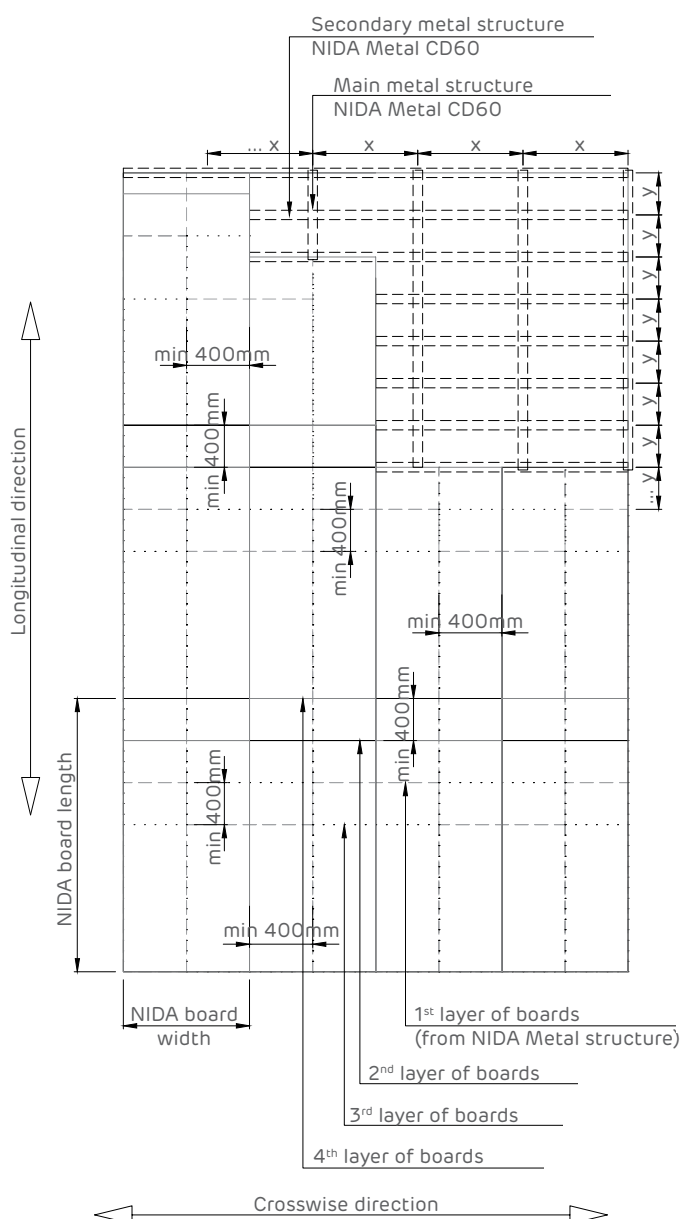 Secondary metal structure
NIDA Metal CD60
Main metal structure
NIDA Metal CD60
... x
x
x
x
y
y
y
y
y
y
y
... y
min 400mm
min 400mm
min 400mm
min 400mm
min 400mm
min 400mm
min 400mm
Longitudinal direction
NIDA board length
NIDA board
width
1st layer of boards
(from NIDA Metal structure)
2nd layer of boards
3rd layer of boards
4th layer of boards
Crosswise direction